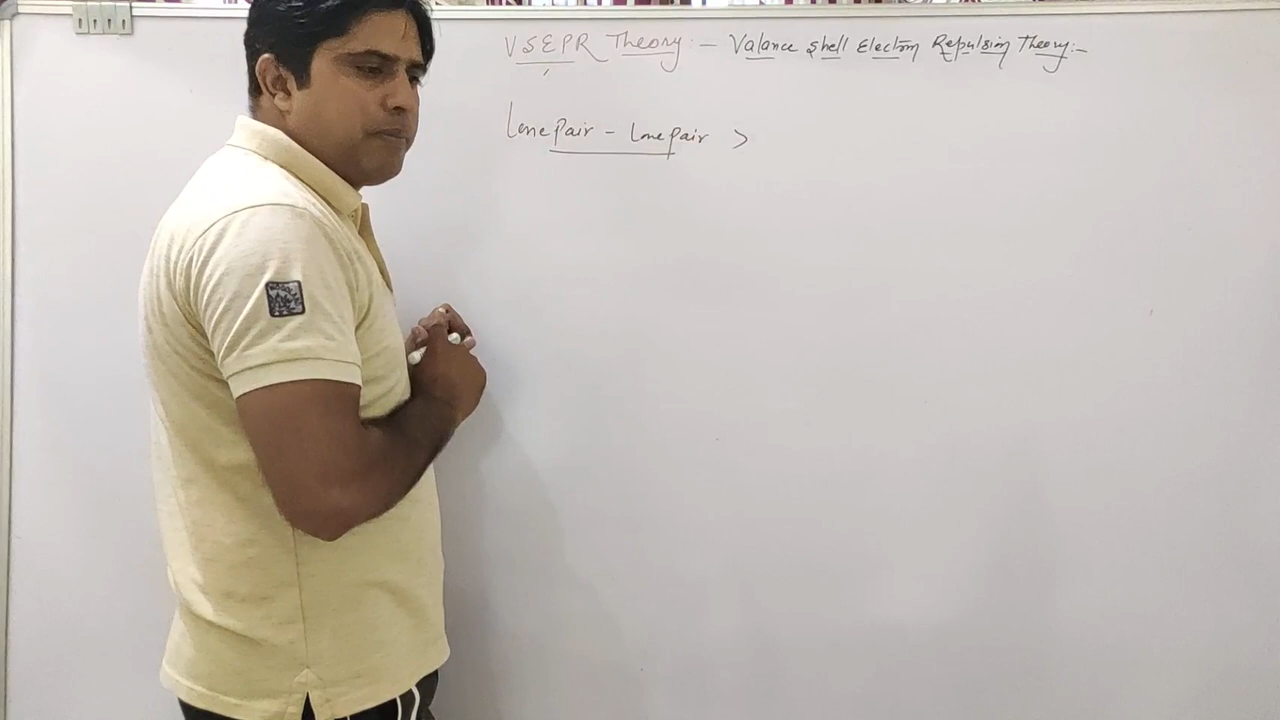 VSEPR Theory :- Valance Shell Electron Repulsion Theory:-
Lone Pair - Lone Pair >